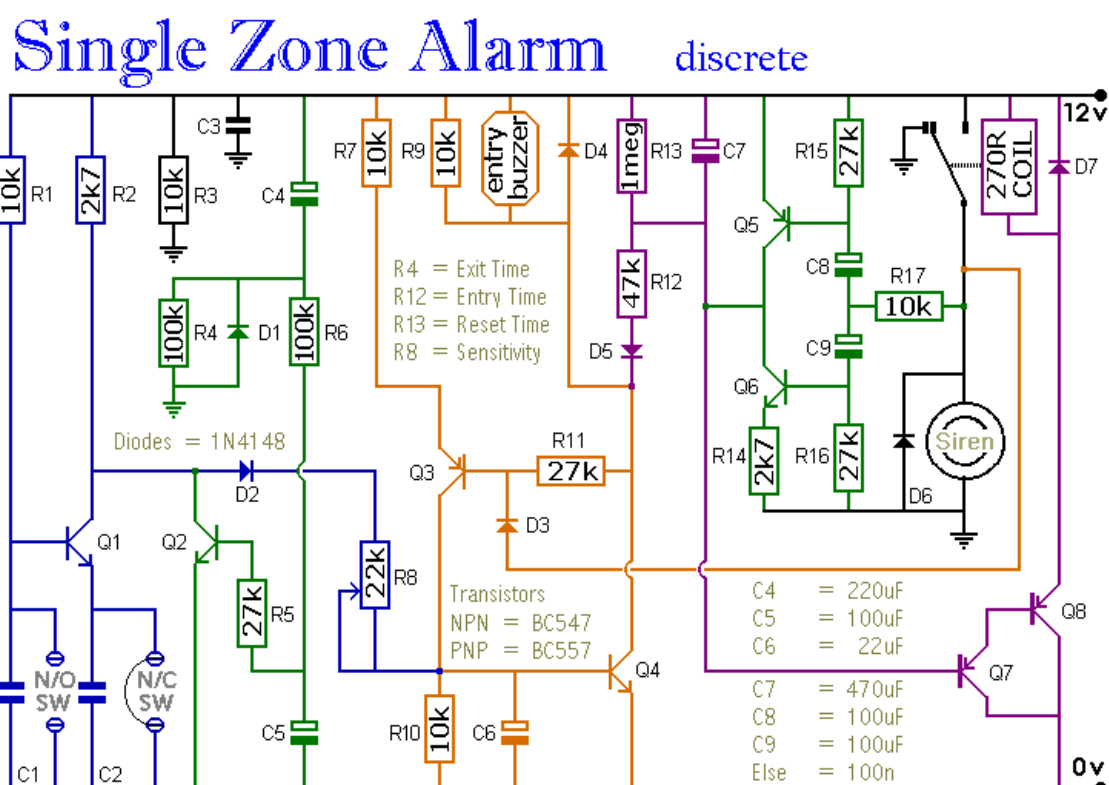 Single Zone Alarm discrete
12v
10k R1
2k7 R2
10k R3
C3
C4
R7 10k
R9 10k
entry
buzzer
D4
1meg R13
C7
R15 27k
270R
COIL
D7
Q5
C8
R17
10k
R4 = Exit Time
R12 = Entry Time
R13 = Reset Time
R8 = Sensitivity
47k R12
D5
100k R4
D1
100k R6
C9
Q6
Diodes = 1N4148
D2
Q3
R11
27k
D3
R14 2k7
R16 27k
Siren
D6
Q1
Q2
27k R5
22k R8
Transistors
NPN = BC547
PNP = BC557
C4 = 220uF
C5 = 100uF
C6 = 22uF
C7 = 470uF
C8 = 100uF
C9 = 100uF
Else = 100n
Q8
Q7
Q4
N/O
SW
N/C
SW
C5
R10 10k
C6
C1
C2
0v